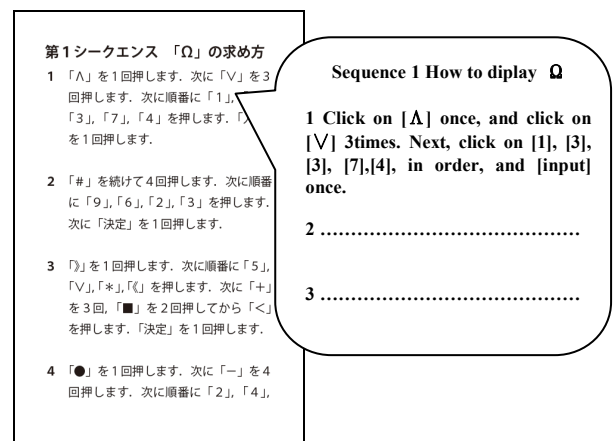 第1シークエンス 「Ω」の求め方
1 「∧」を1回押します．次に「∨」を3
回押します．次に順番に「1」，
「3」，「7」，「4」を押します．
を1回押します．
2 「#」を続けて4回押します．次に順番
に「9」，「6」，「2」，「3」を押します．
次に「決定」を1回押します．
3 「》」を1回押します．次に順番に「5」，
「∨」，「＊」，「《」を押します．次に「＋」
を3回，「■」を2回押してから「＜」
を押します．「決定」を1回押します．
4 「●」を1回押します．次に「－」を4
回押します．次に順番に「2」，「4」，
Sequence 1 How to diplay Ω
1 Click on [∧] once, and click on
[∨] 3times. Next, click on [1], [3],
[3], [7],[4], in order, and [input]
once.
2 ..........................................
3 ..........................................